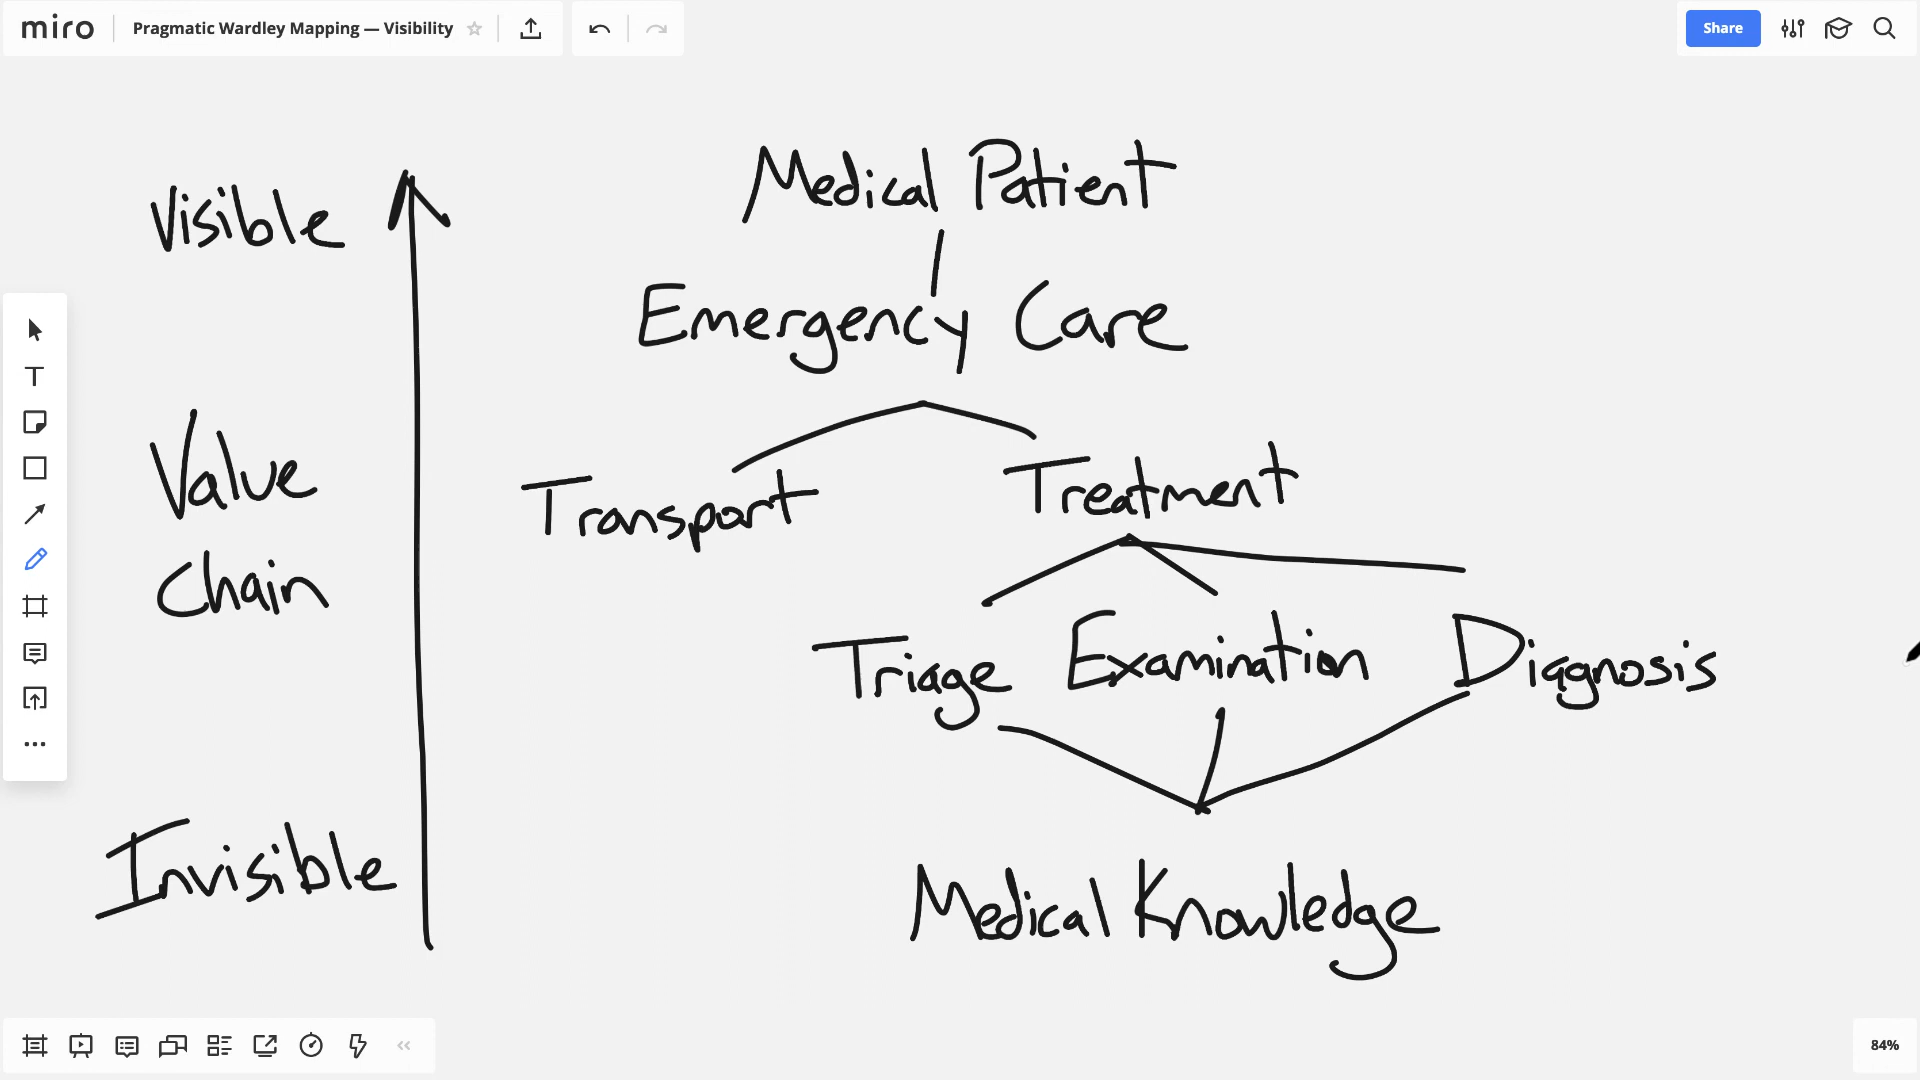 miro
Pragmatic Wardley Mapping — Visibility
Share
Medical Patient
Visible
Emergency Care
Value
Chain
Transport
Treatment
Triage Examination Diagnosis
Invisible
Medical Knowledge
84%